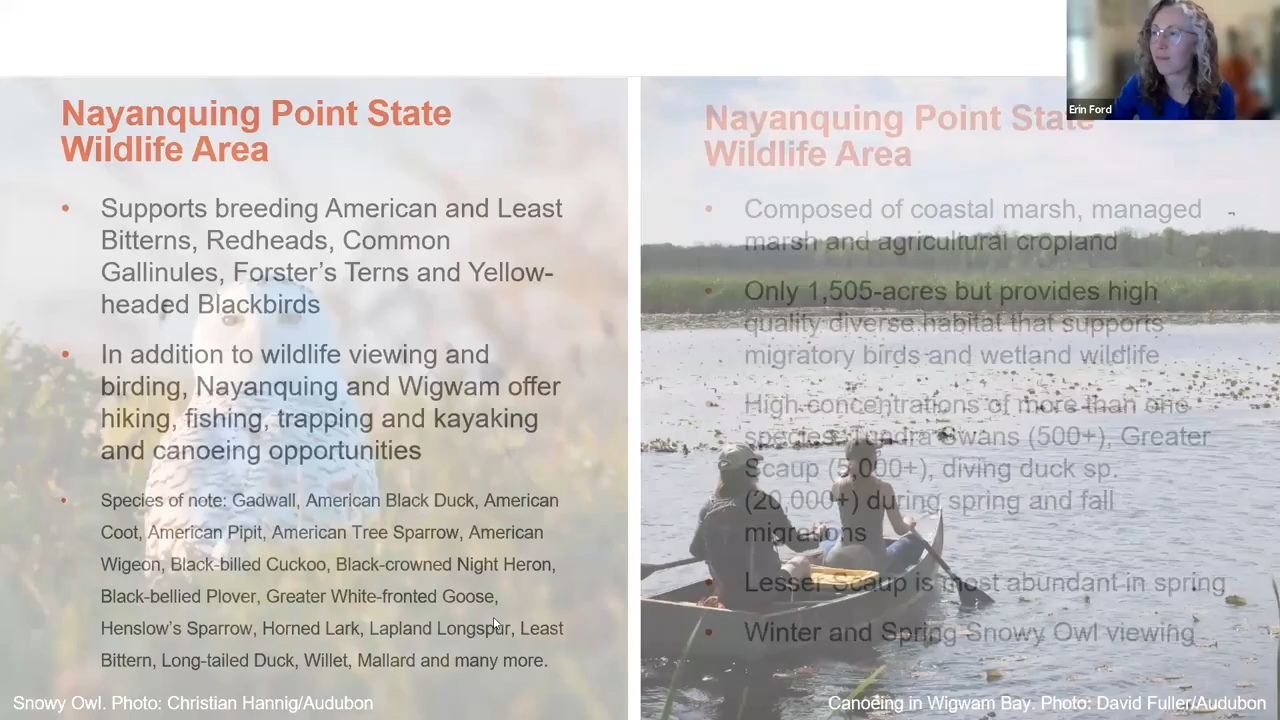 Erin Ford
Nayanquing Point State
Wildlife Area
• Supports breeding American and Least
Bitterns, Redheads, Common
Gallinules, Forster's Terns and Yellow-
headed Blackbirds
• In addition to wildlife viewing and
birding, Nayanquing and Wigwam offer
hiking, fishing, trapping and kayaking
and canoeing opportunities
• Species of note: Gadwall, American Black Duck, American
Coot, American Pipit, American Tree Sparrow, American
Wigeon, Black-billed Cuckoo, Black-crowned Night Heron,
Black-bellied Plover, Greater White-fronted Goose,
Henslow's Sparrow, Horned Lark, Lapland Longspur, Least
Bittern, Long-tailed Duck, Willet, Mallard and many more.
Snowy Owl. Photo: Christian Hannig/Audubon
Nayanquing Point State
Wildlife Area
• Composed of coastal marsh, managed
marsh and agricultural cropland
• Only 1,505-acres but provides high
quality diverse habitat that supports
migratory birds and wetland wildlife
High concentrations of more than one
species: Tundra Swans (500+), Greater
Scaup (5,000+), diving duck sp.
(20,000+) during spring and fall
migrations
• Lesser Scaup is most abundant in spring
• Winter and Spring Snowy Owl viewing
Canoeing in Wigwam Bay. Photo: David Fuller/Audubon